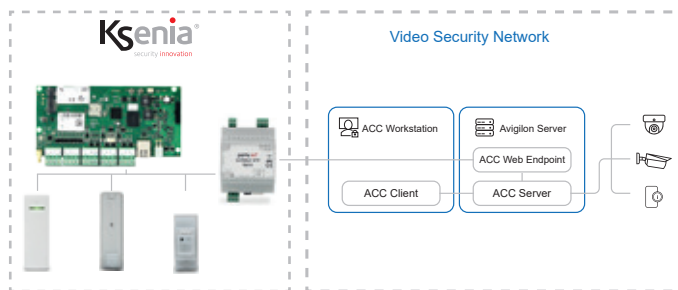 Ksenia
security innovation
Video Security Network
ACC Workstation
Avigilon Server
ACC Web Endpoint
ACC Client
ACC Server